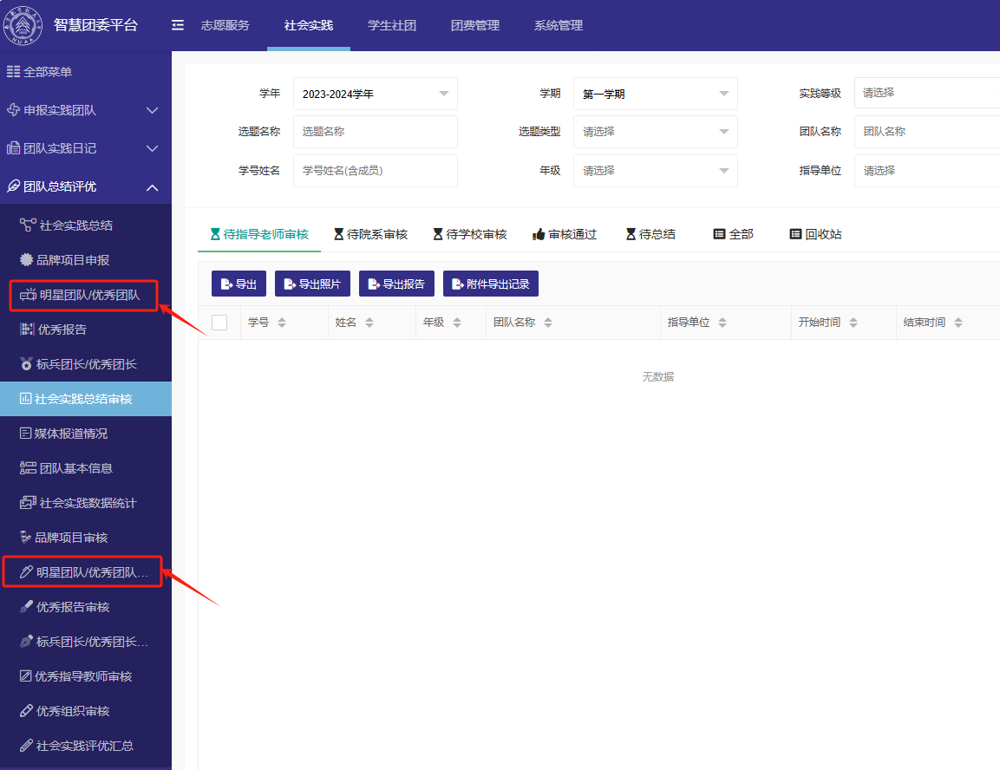 智慧团委平台
志愿服务 社会实践 学生社团 团费管理 系统管理
全部菜单
申报实践团队
团队实践日记
团队总结评优
社会实践总结
品牌项目申报
明星团队/优秀团队
优秀报告
标兵团长/优秀团长
社会实践总结审核
媒体报道情况
团队基本信息
社会实践数据统计
品牌项目审核
明星团队/优秀团队...
优秀报告审核
标兵团长/优秀团长...
优秀指导教师审核
优秀组织审核
社会实践评优汇总
学年 2023-2024学年 学期 第一学期 实践等级 请选择
选题名称 选题名称 选题类型 请选择 团队名称 团队名称
学号姓名 学号姓名(含成员) 年级 请选择 指导单位 请选择
待指导老师审核 待院系审核 待学校审核 审核通过 待总结 全部 回收站
导出 导出照片 导出报告 附件导出记录
学号 姓名 年级 团队名称 指导单位 开始时间 结束时间
无数据